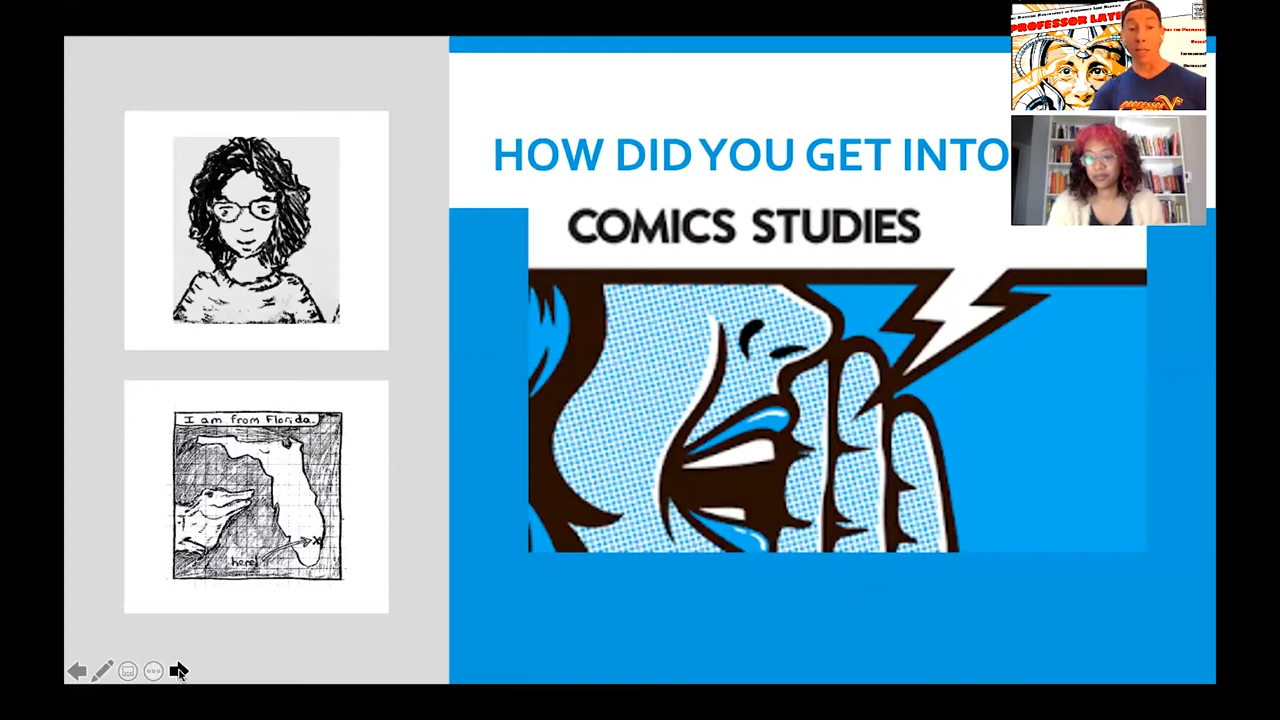 PROFESSOR LATI
HOW DID YOU GET INTO
COMICS STUDIES
I am from Florida.
here!